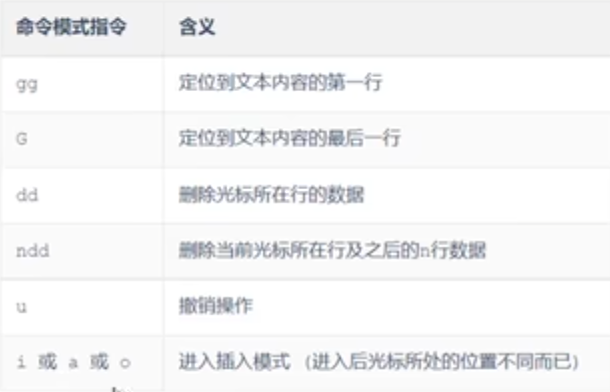 命令模式指令 含义
gg 定位到文本内容的第一行
G 定位到文本内容的最后一行
dd 删除光标所在行的数据
ndd 删除当前光标所在行及之后的n行数据
u 撤销操作
i 或 a 或 o 进入插入模式 （进入后光标所处的位置不同而已）